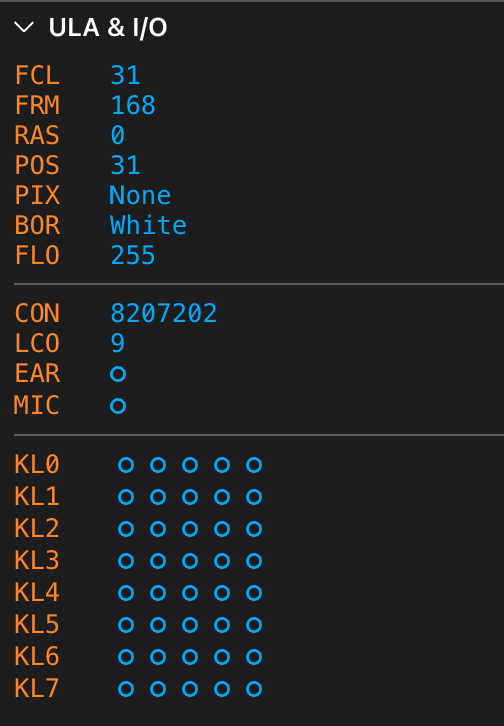 ULA & I/O
FCL 31
FRM 168
RAS 0
POS 31
PIX None
BOR White
FLO 255
CON 8207202
LCO 9
EAR
MIC
KL0
KL1
KL2
KL3
KL4
KL5
KL6
KL7